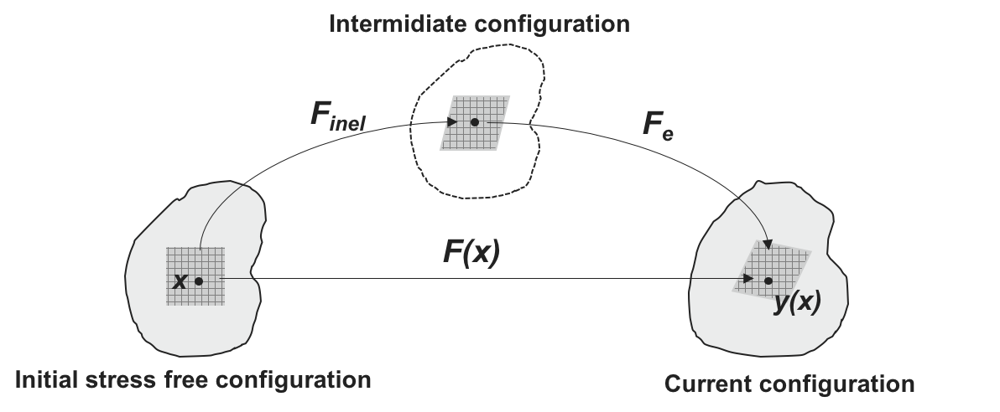 Intermidiate configuration
F_inel
F_e
F(x)
x
y(x)
Initial stress free configuration
Current configuration